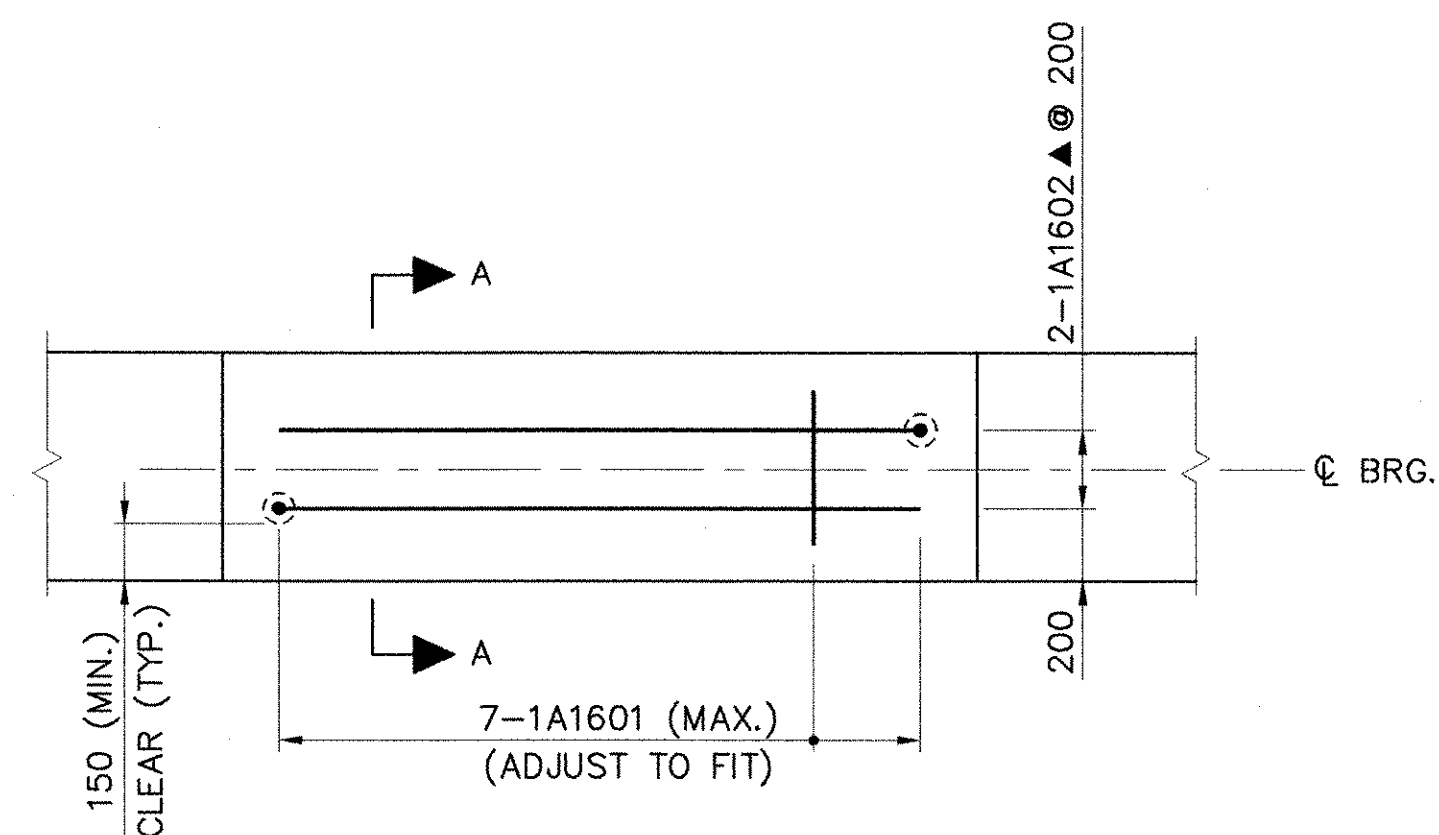 2-1A1602▲@ 200
A
℄ BRG.
200
A
150 (MIN.)
CLEAR (TYP.)
7-1A1601 (MAX.)
(ADJUST TO FIT)